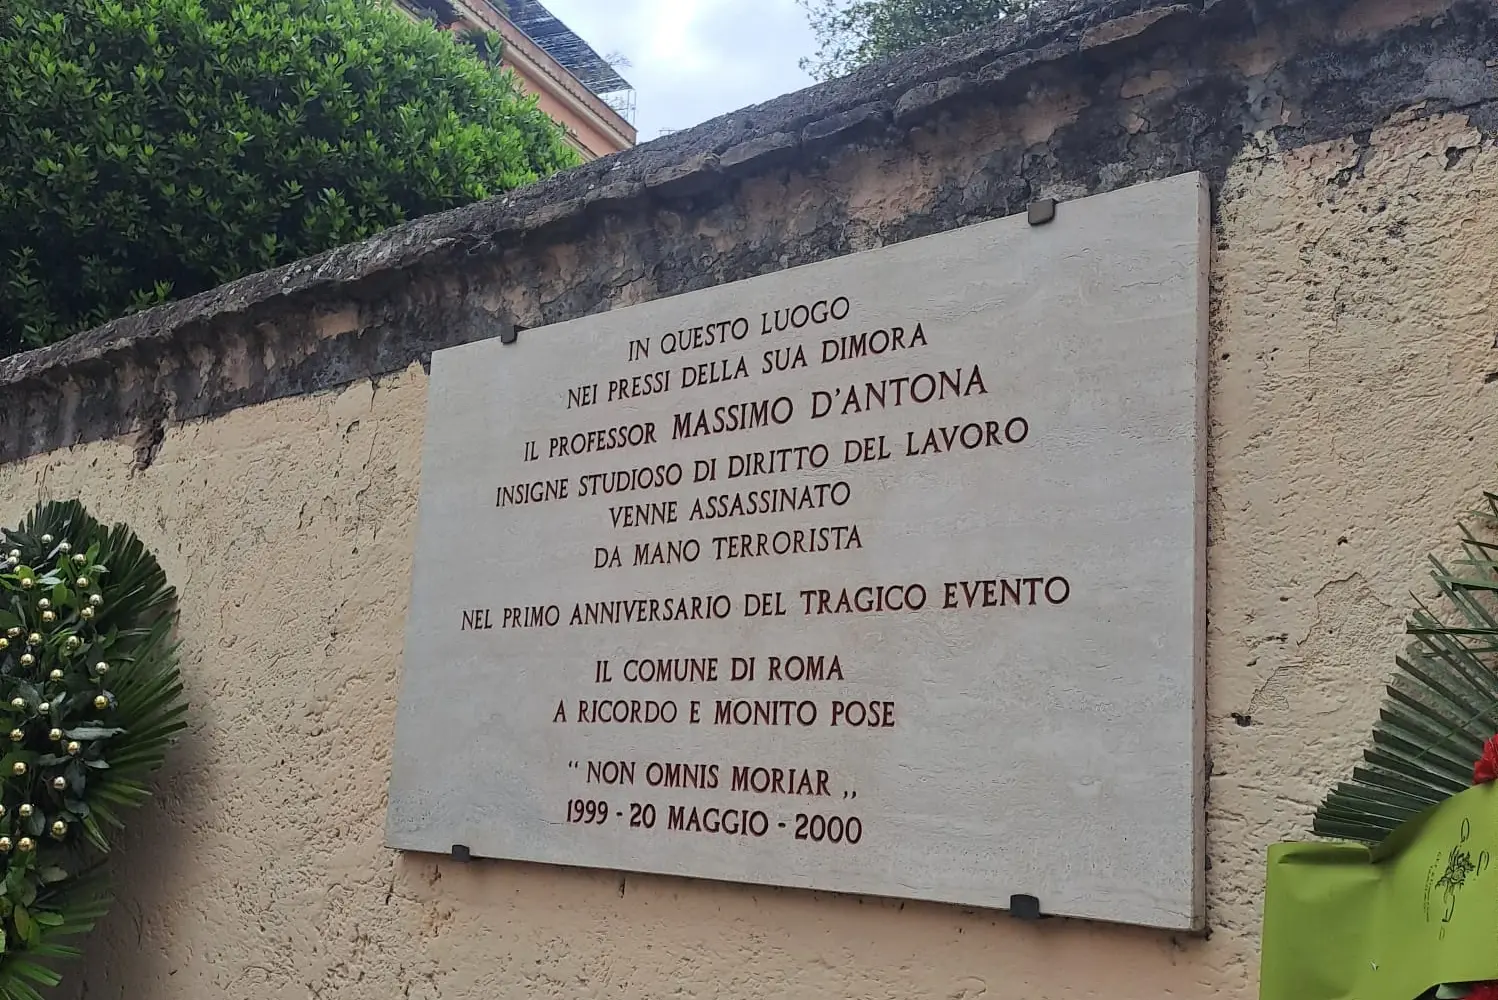 IN QUESTO LUOGO
NEI PRESSI DELLA SUA DIMORA
IL PROFESSOR MASSIMO D'ANTONA
INSIGNE STUDIOSO DI DIRITTO DEL LAVORO
VENNE ASSASSINATO
DA MANO TERRORISTA
NEL PRIMO ANNIVERSARIO DEL TRAGICO EVENTO
IL COMUNE DI ROMA
A RICORDO E MONITO POSE
“ NON OMNIS MORIAR „
1999 - 20 MAGGIO - 2000